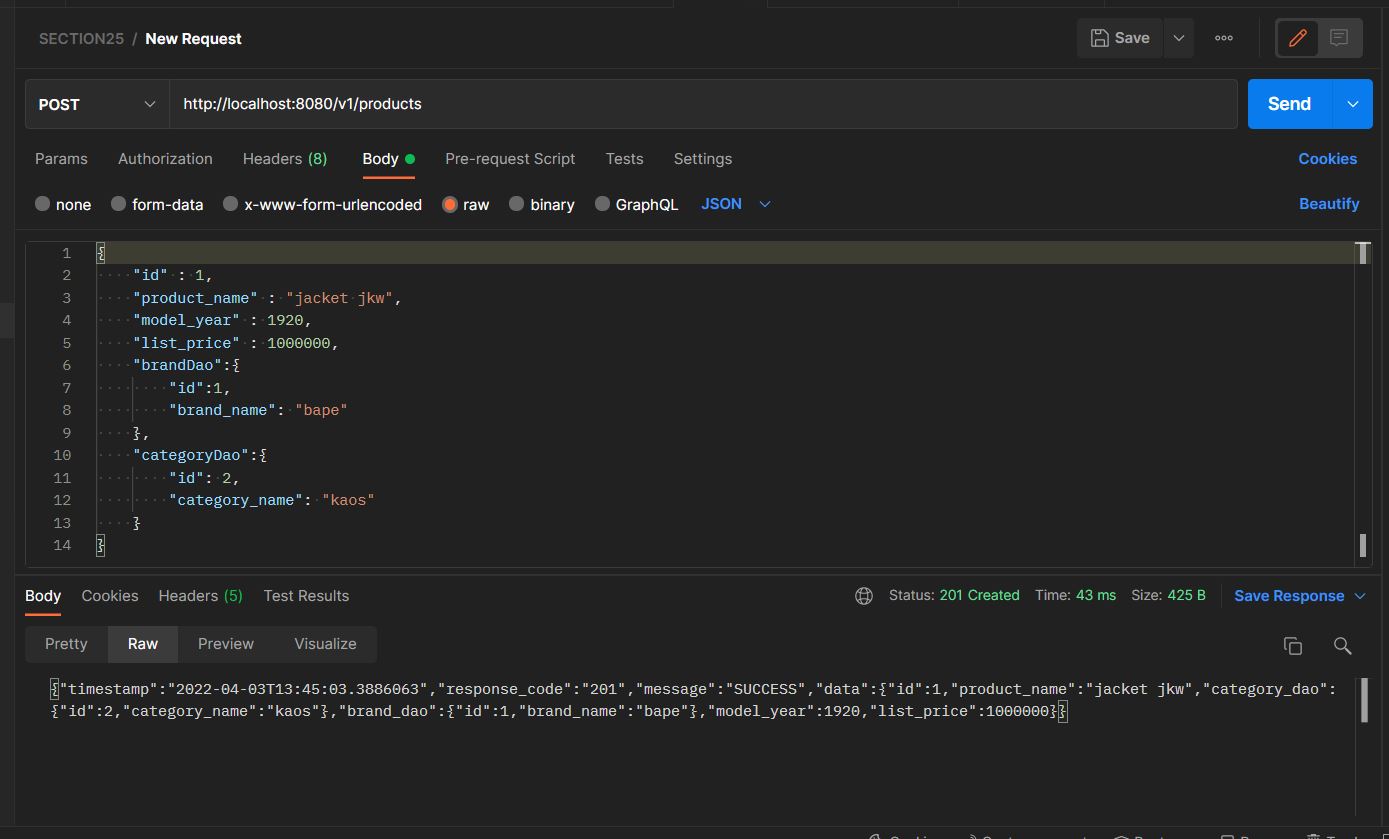 SECTION25 / New Request
Save
POST
http://localhost:8080/v1/products
Send
Params Authorization Headers (8) Body Pre-request Script Tests Settings
Cookies
none form-data x-www-form-urlencoded raw binary GraphQL JSON
Beautify
1 {
2 "id" : 1,
3 "product_name" : "jacket jkw",
4 "model_year" : 1920,
5 "list_price" : 1000000,
6 "brandDao":{
7 "id":1,
8 "brand_name": "bape"
9 },
10 "categoryDao":{
11 "id": 2,
12 "category_name": "kaos"
13 }
14 }
Body Cookies Headers (5) Test Results
Status: 201 Created Time: 43 ms Size: 425 B
Save Response
Pretty Raw Preview Visualize
{"timestamp":"2022-04-03T13:45:03.3886063","response_code":"201","message":"SUCCESS","data":{"id":1,"product_name":"jacket jkw","category_dao":
{"id":2,"category_name":"kaos"},"brand_dao":{"id":1,"brand_name":"bape"},"model_year":1920,"list_price":1000000}}